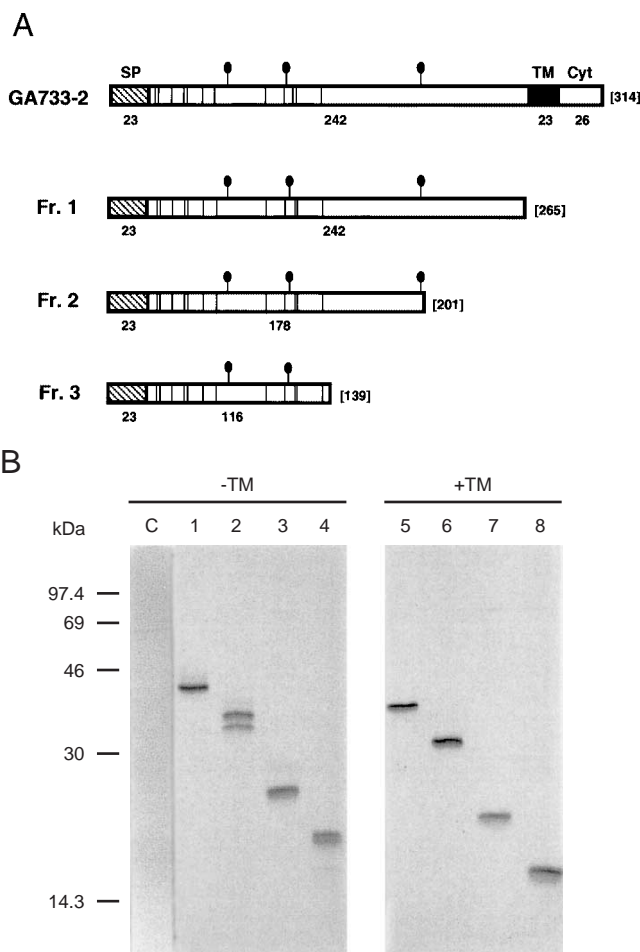 A
SP TM Cyt
GA733-2 [314]
23 242 23 26
Fr. 1 [265]
23 242
Fr. 2 [201]
23 178
Fr. 3 [139]
23 116
B
-TM +TM
kDa C 1 2 3 4 5 6 7 8
97.4
69
46
30
14.3